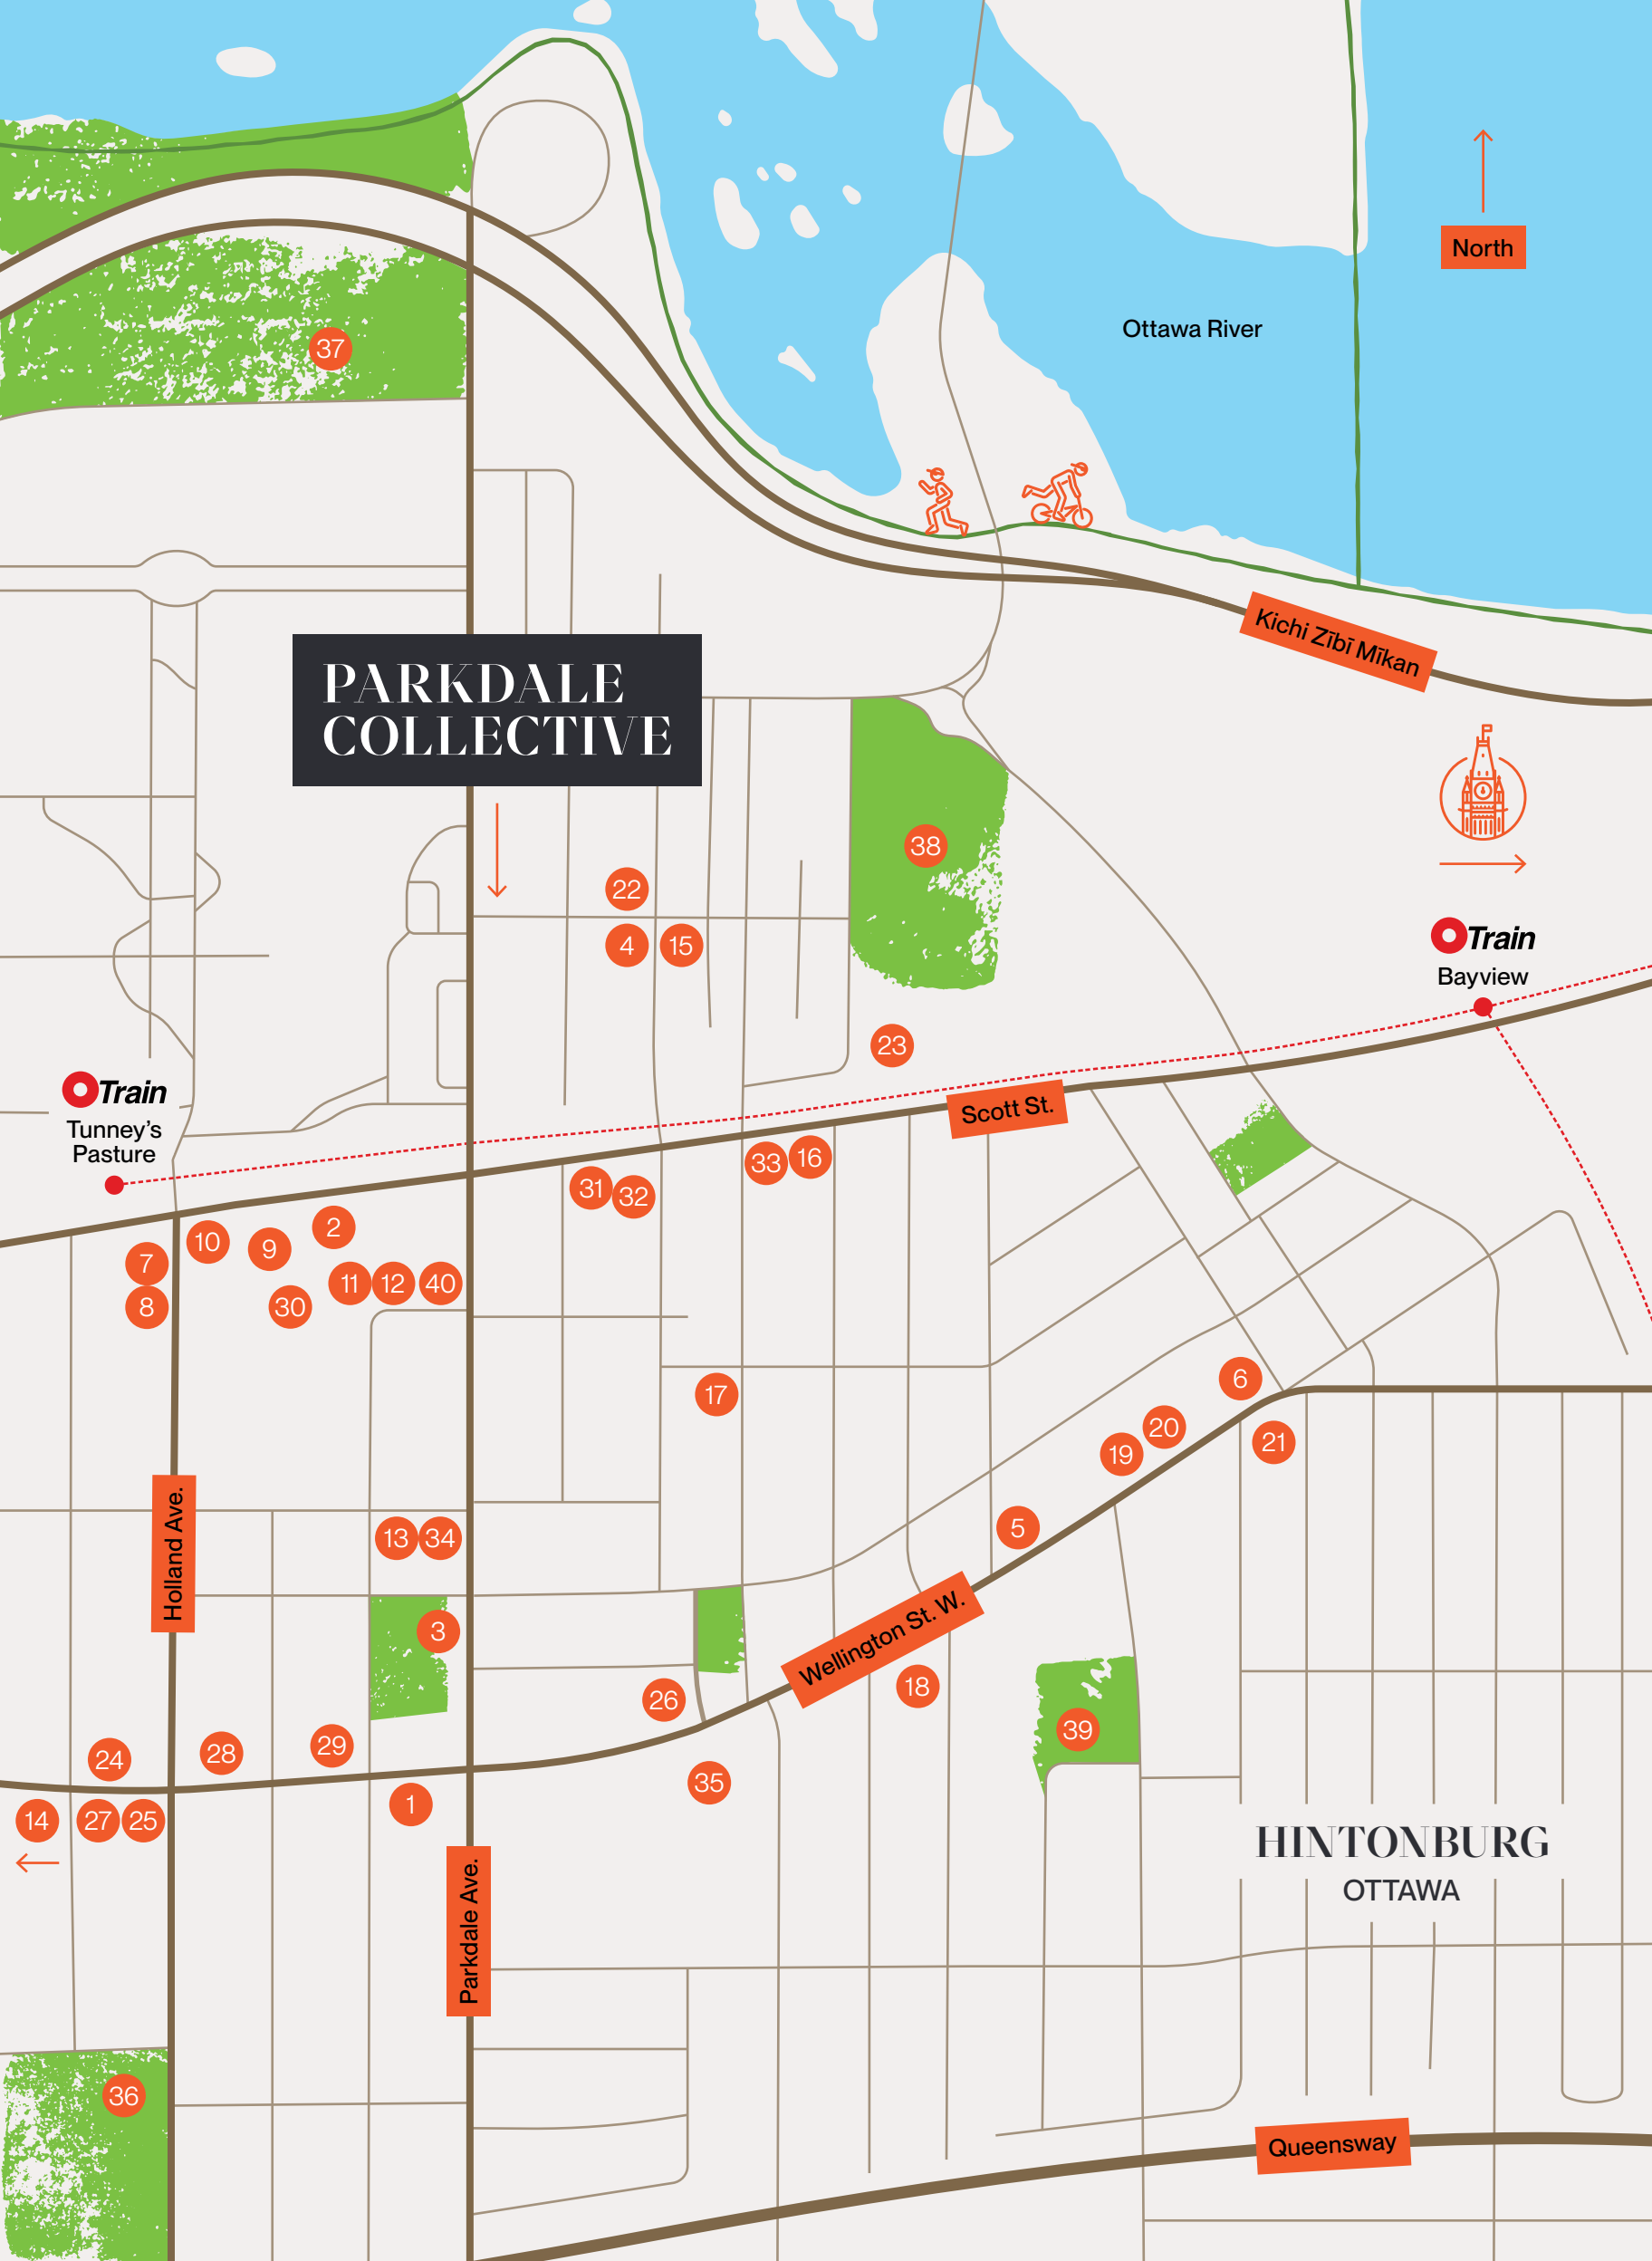 North
Ottawa River
37
Kichi Zībī Mīkan
PARKDALE
COLLECTIVE
38
22
4
15
Train
Bayview
23
Train
Tunney's
Pasture
Scott St.
33
16
31
32
2
10
9
7
11
12
40
8
30
6
17
20
21
19
5
13
34
Holland Ave.
3
Wellington St. W.
18
26
39
29
28
24
35
1
14
27
25
HINTONBURG
OTTAWA
Parkdale Ave.
36
Queensway